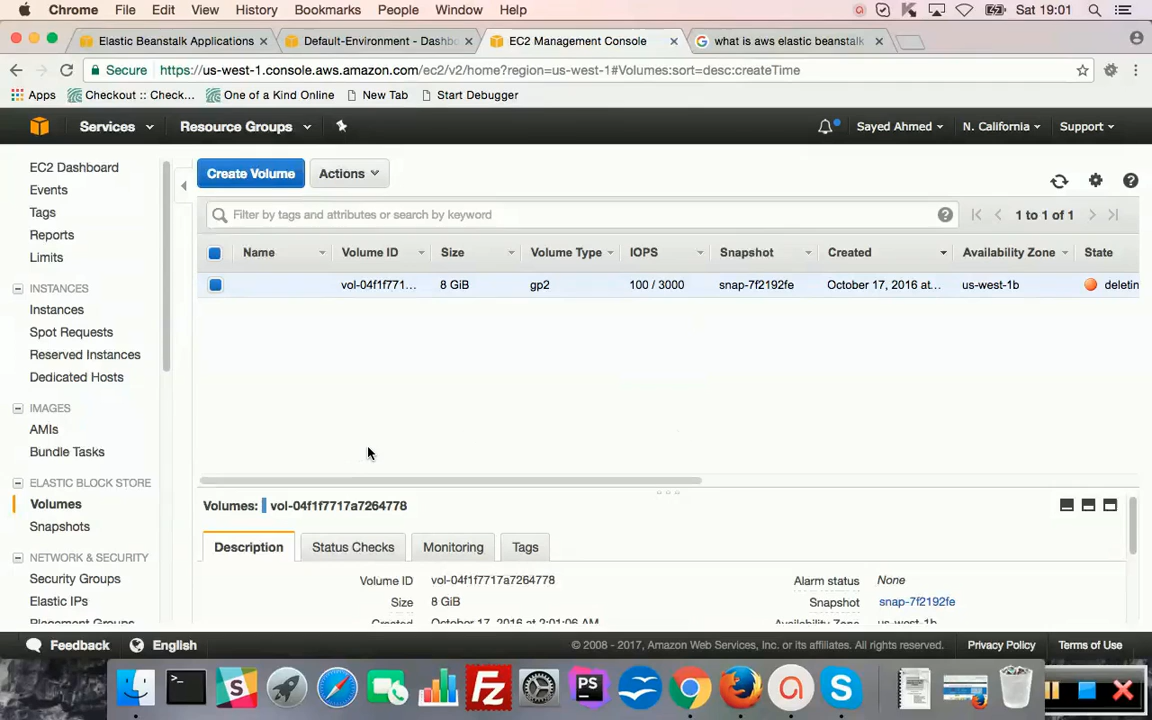 Chrome File Edit View History Bookmarks People Window Help Sat 19:01
Elastic Beanstalk Applications Default-Environment - Dashbo EC2 Management Console what is aws elastic beanstalk
Secure https://us-west-1.console.aws.amazon.com/ec2/v2/home?region=us-west-1#Volumes:sort=desc:createTime
Apps Checkout :: Check... One of a Kind Online New Tab Start Debugger
Services Resource Groups Sayed Ahmed N. California Support
EC2 Dashboard
Events
Tags
Reports
Limits
INSTANCES
Instances
Spot Requests
Reserved Instances
Dedicated Hosts
IMAGES
AMIs
Bundle Tasks
ELASTIC BLOCK STORE
Volumes
Snapshots
NETWORK & SECURITY
Security Groups
Elastic IPs
Placement Groups
Create Volume Actions
Filter by tags and attributes or search by keyword 1 to 1 of 1
Name Volume ID Size Volume Type IOPS Snapshot Created Availability Zone State
vol-04f1f771... 8 GiB gp2 100 / 3000 snap-7f2192fe October 17, 2016 at... us-west-1b deletin
Volumes: vol-04f1f7717a7264778
Description Status Checks Monitoring Tags
Volume ID vol-04f1f7717a7264778 Alarm status None
Size 8 GiB Snapshot snap-7f2192fe
Created October 17, 2016 at 2:01:06 AM Availability Zone us-west-1b
Feedback English © 2008 - 2017, Amazon Web Services, Inc. or its affiliates. All rights reserved. Privacy Policy Terms of Use